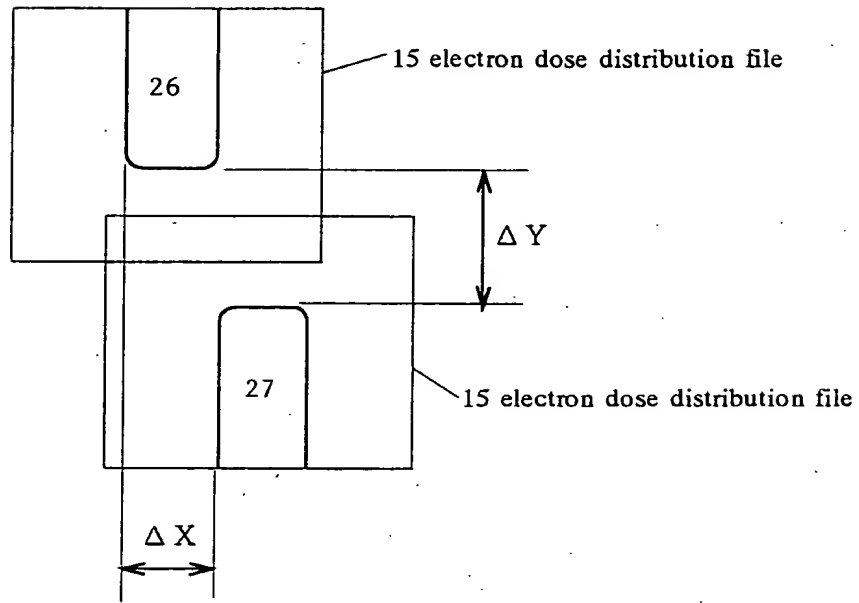 15 electron dose distribution file
26
Δ Y
27
15 electron dose distribution file
Δ X